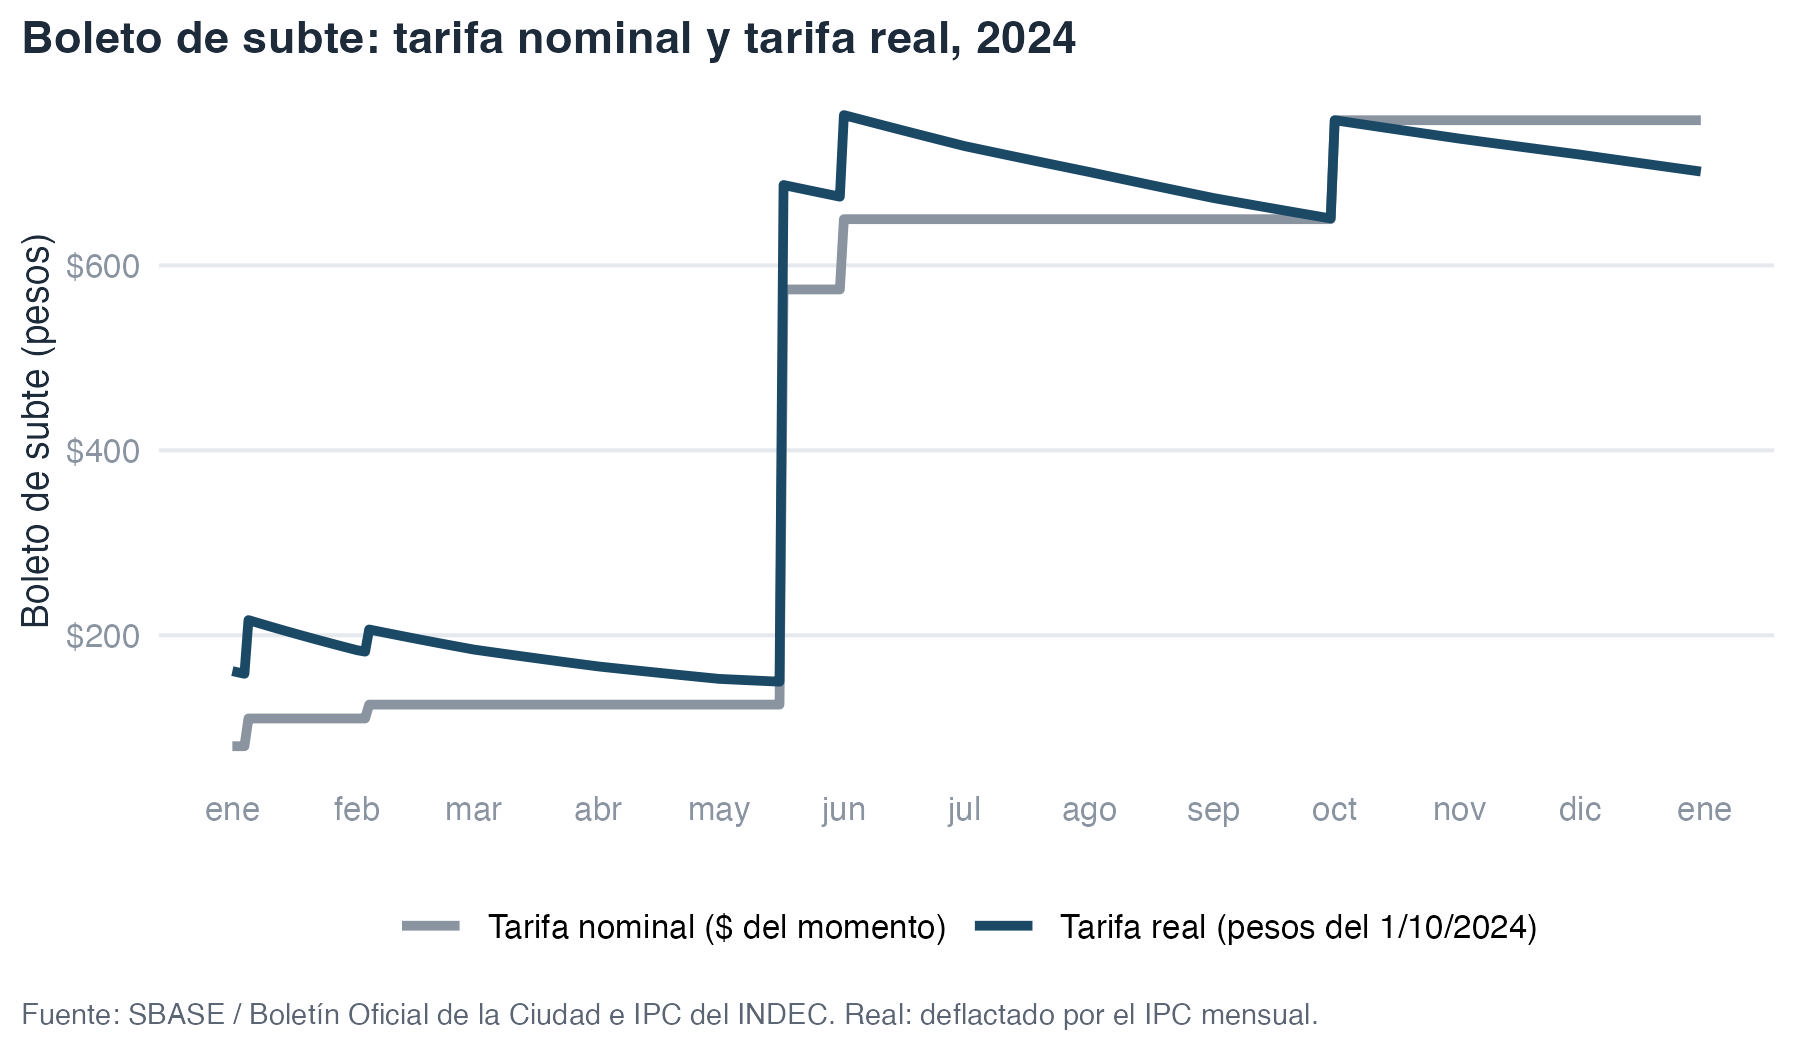 Boleto de subte: tarifa nominal y tarifa real, 2024
Boleto de subte (pesos)
$600
$400
$200
ene feb mar abr may jun jul ago sep oct nov dic ene
Tarifa nominal ($ del momento) Tarifa real (pesos del 1/10/2024)
Fuente: SBASE / Boletín Oficial de la Ciudad e IPC del INDEC. Real: deflactado por el IPC mensual.